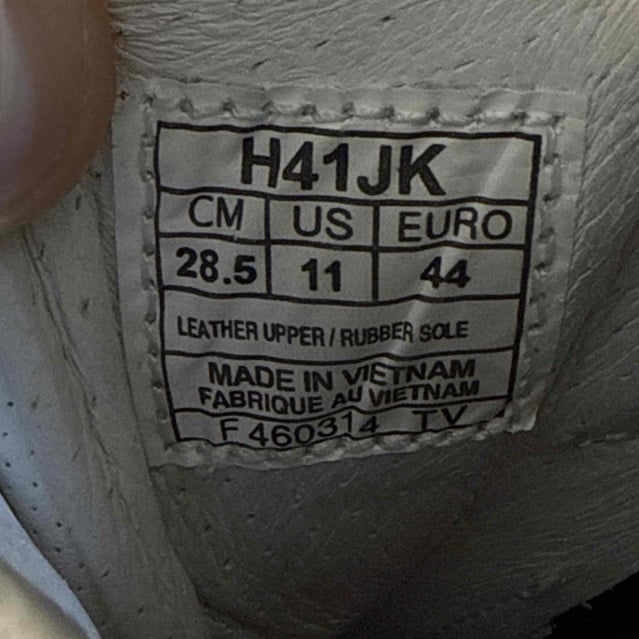 H41JK
CM US EURO
28.5 11 44
LEATHER UPPER / RUBBER SOLE
MADE IN VIETNAM
FABRIQUE AU VIETNAM
F 460314 TV